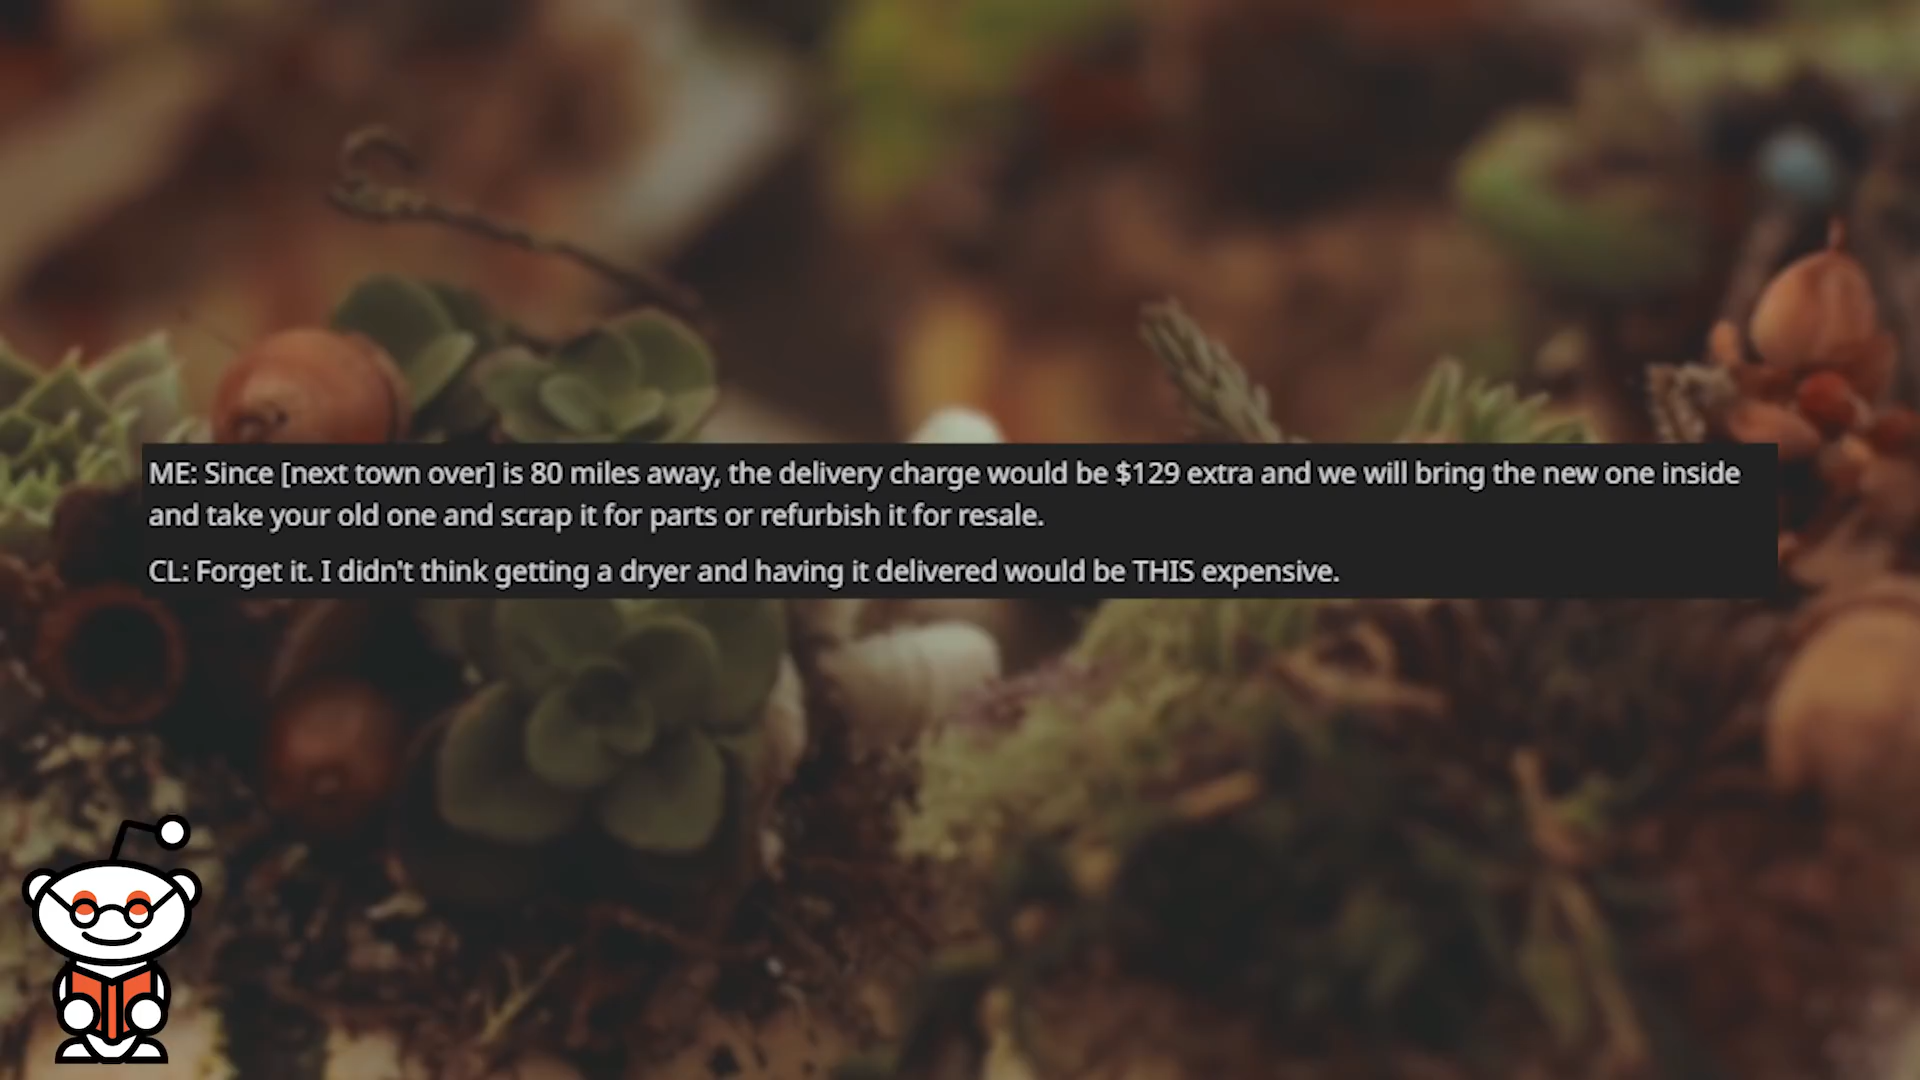 ME: Since [next town over] is 80 miles away, the delivery charge would be $129 extra and we will bring the new one inside
and take your old one and scrap it for parts or refurbish it for resale.
CL: Forget it. I didn't think getting a dryer and having it delivered would be THIS expensive.